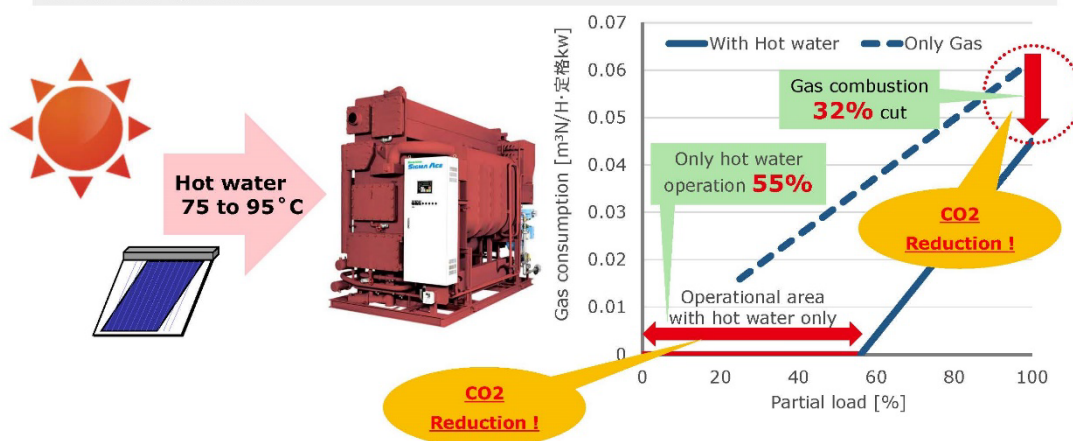 Hot water
75 to 95°C
SIGMA ACE
Gas consumption [m³N/H·定格kw]
0.07
0.06
0.05
0.04
0.03
0.02
0.01
0
With Hot water
Only Gas
Gas combustion
32% cut
Only hot water
operation 55%
CO2
Reduction !
Operational area
with hot water only
0
20
40
60
80
100
Partial load [%]
CO2
Reduction !